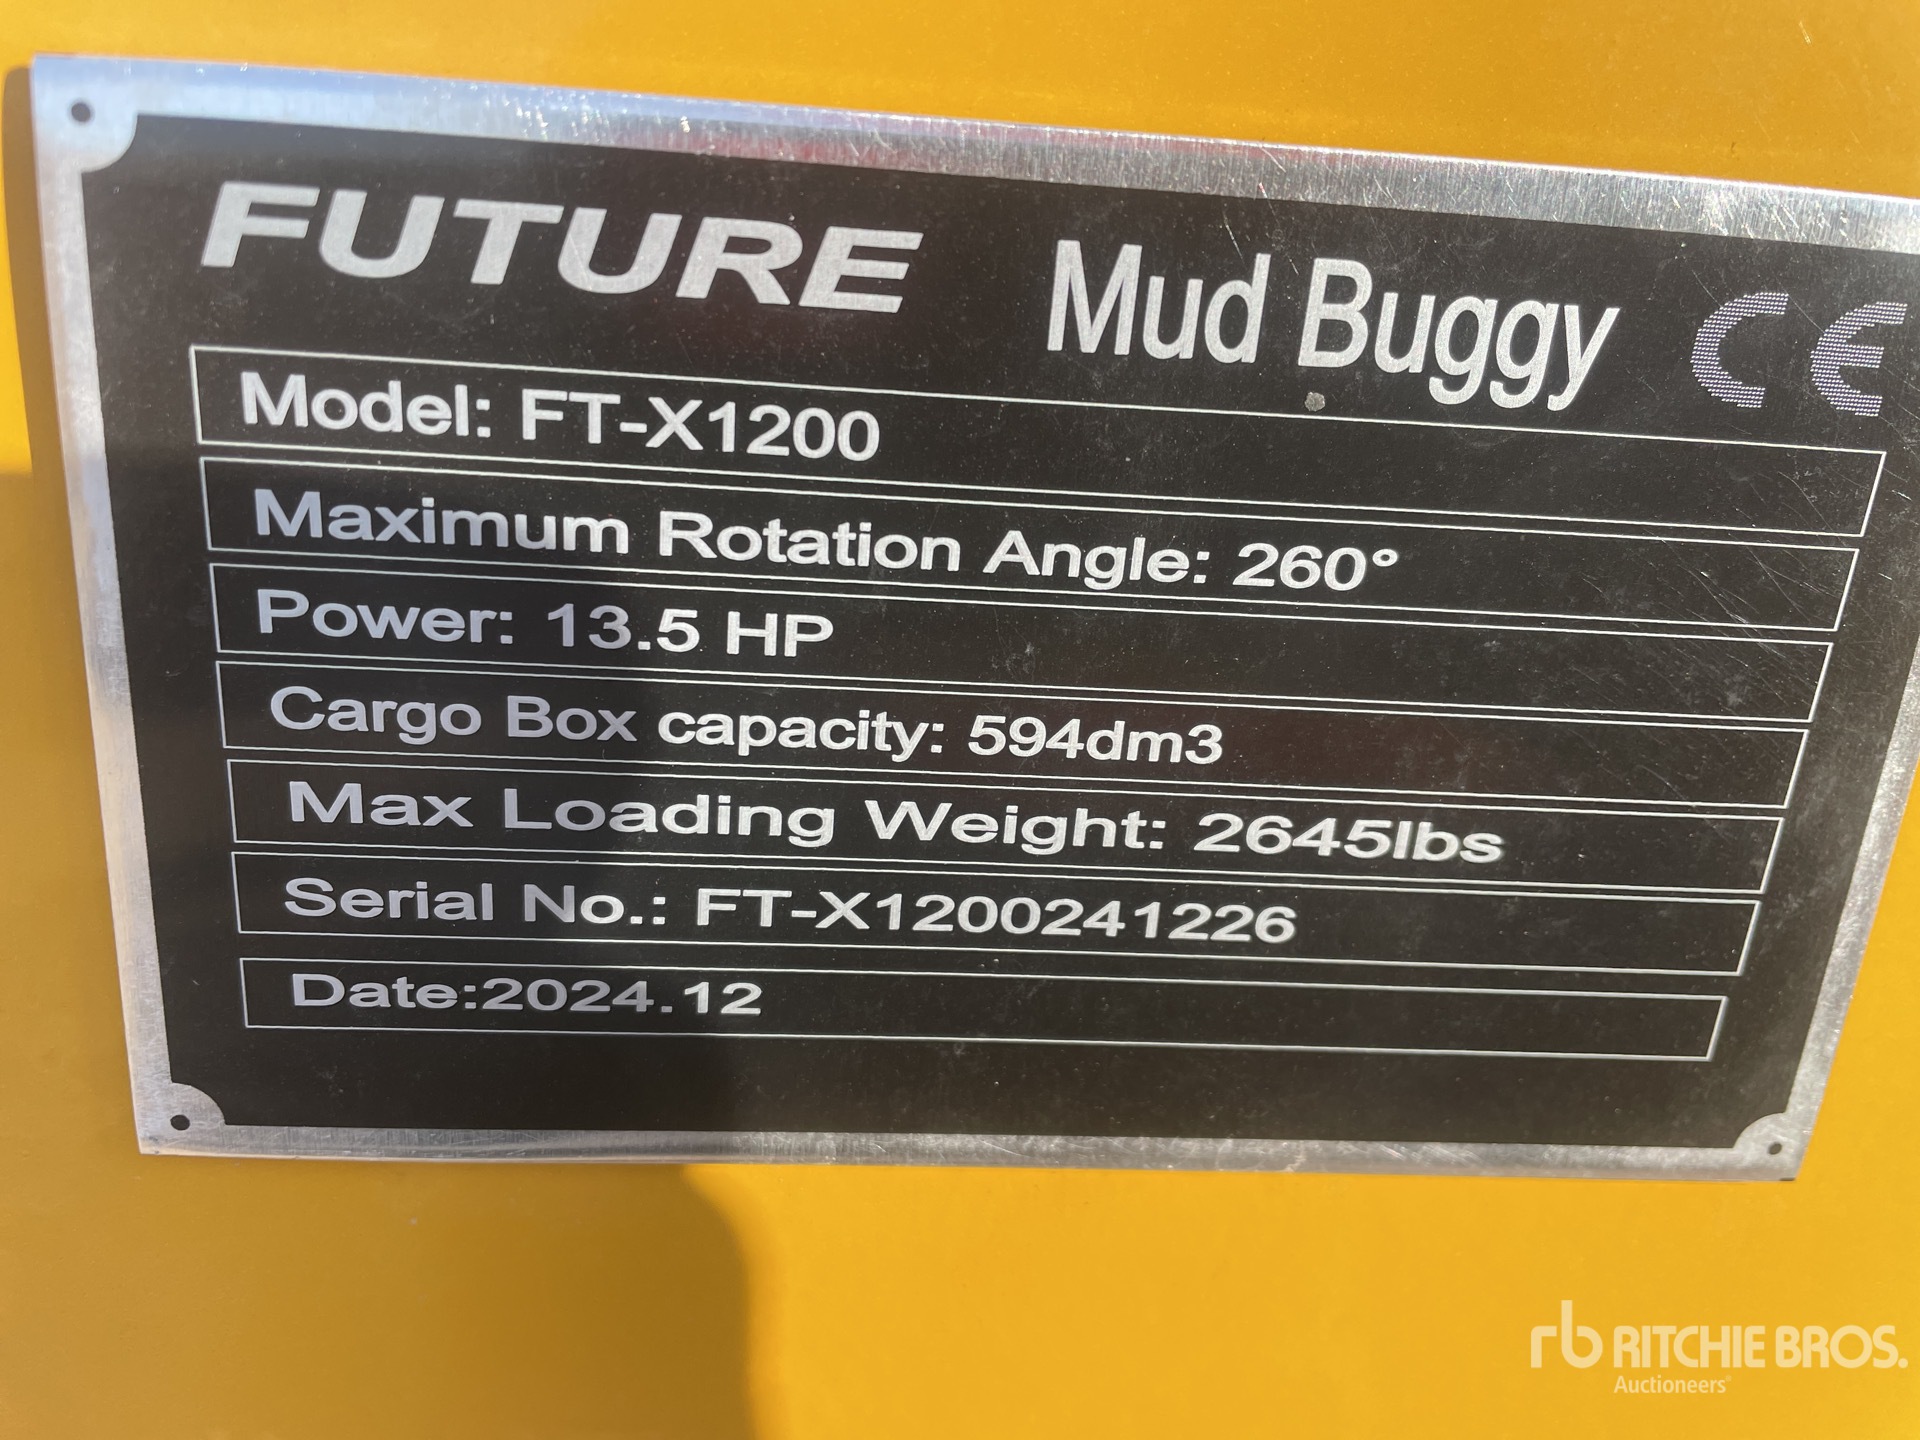 FUTURE Mud Buggy CE
Model: FT-X1200
Maximum Rotation Angle: 260°
Power: 13.5 HP
Cargo Box capacity: 594dm3
Max Loading Weight: 2645lbs
Serial No.: FT-X1200241226
Date:2024.12
rb RITCHIE BROS.
Auctioneers